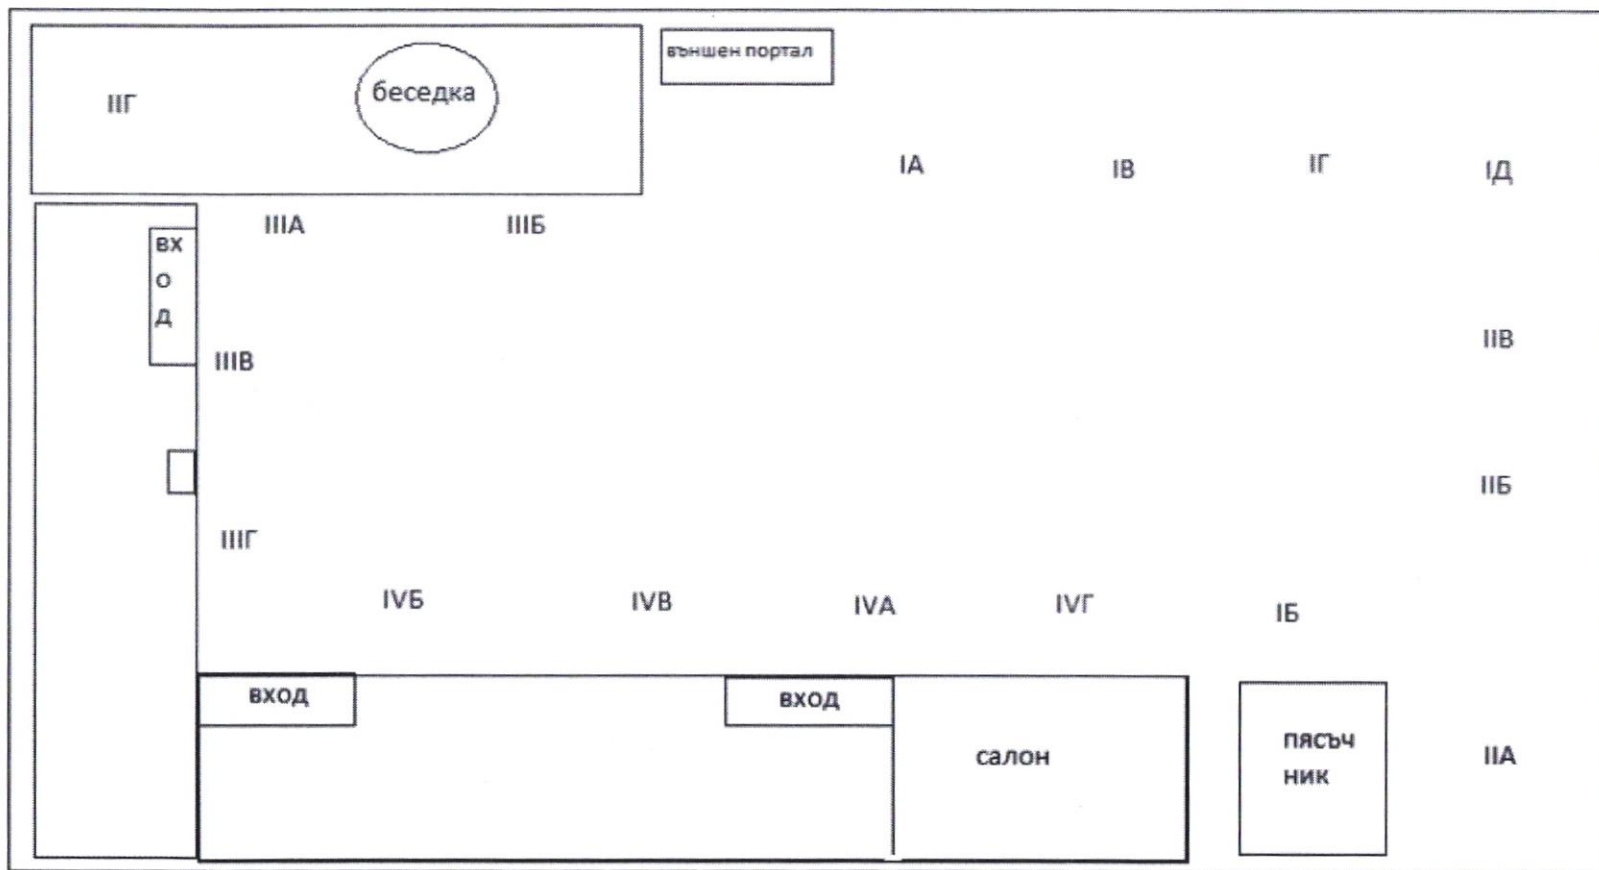 външен портал
беседка
IIГ
IА
IВ
IГ
IД
IIIА
IIIБ
ВХ
О
Д
IIВ
IIIВ
IIБ
IIIГ
IVБ
IVВ
IVА
IVГ
IБ
ВХОД
ВХОД
салон
пясъч
ник
IIА